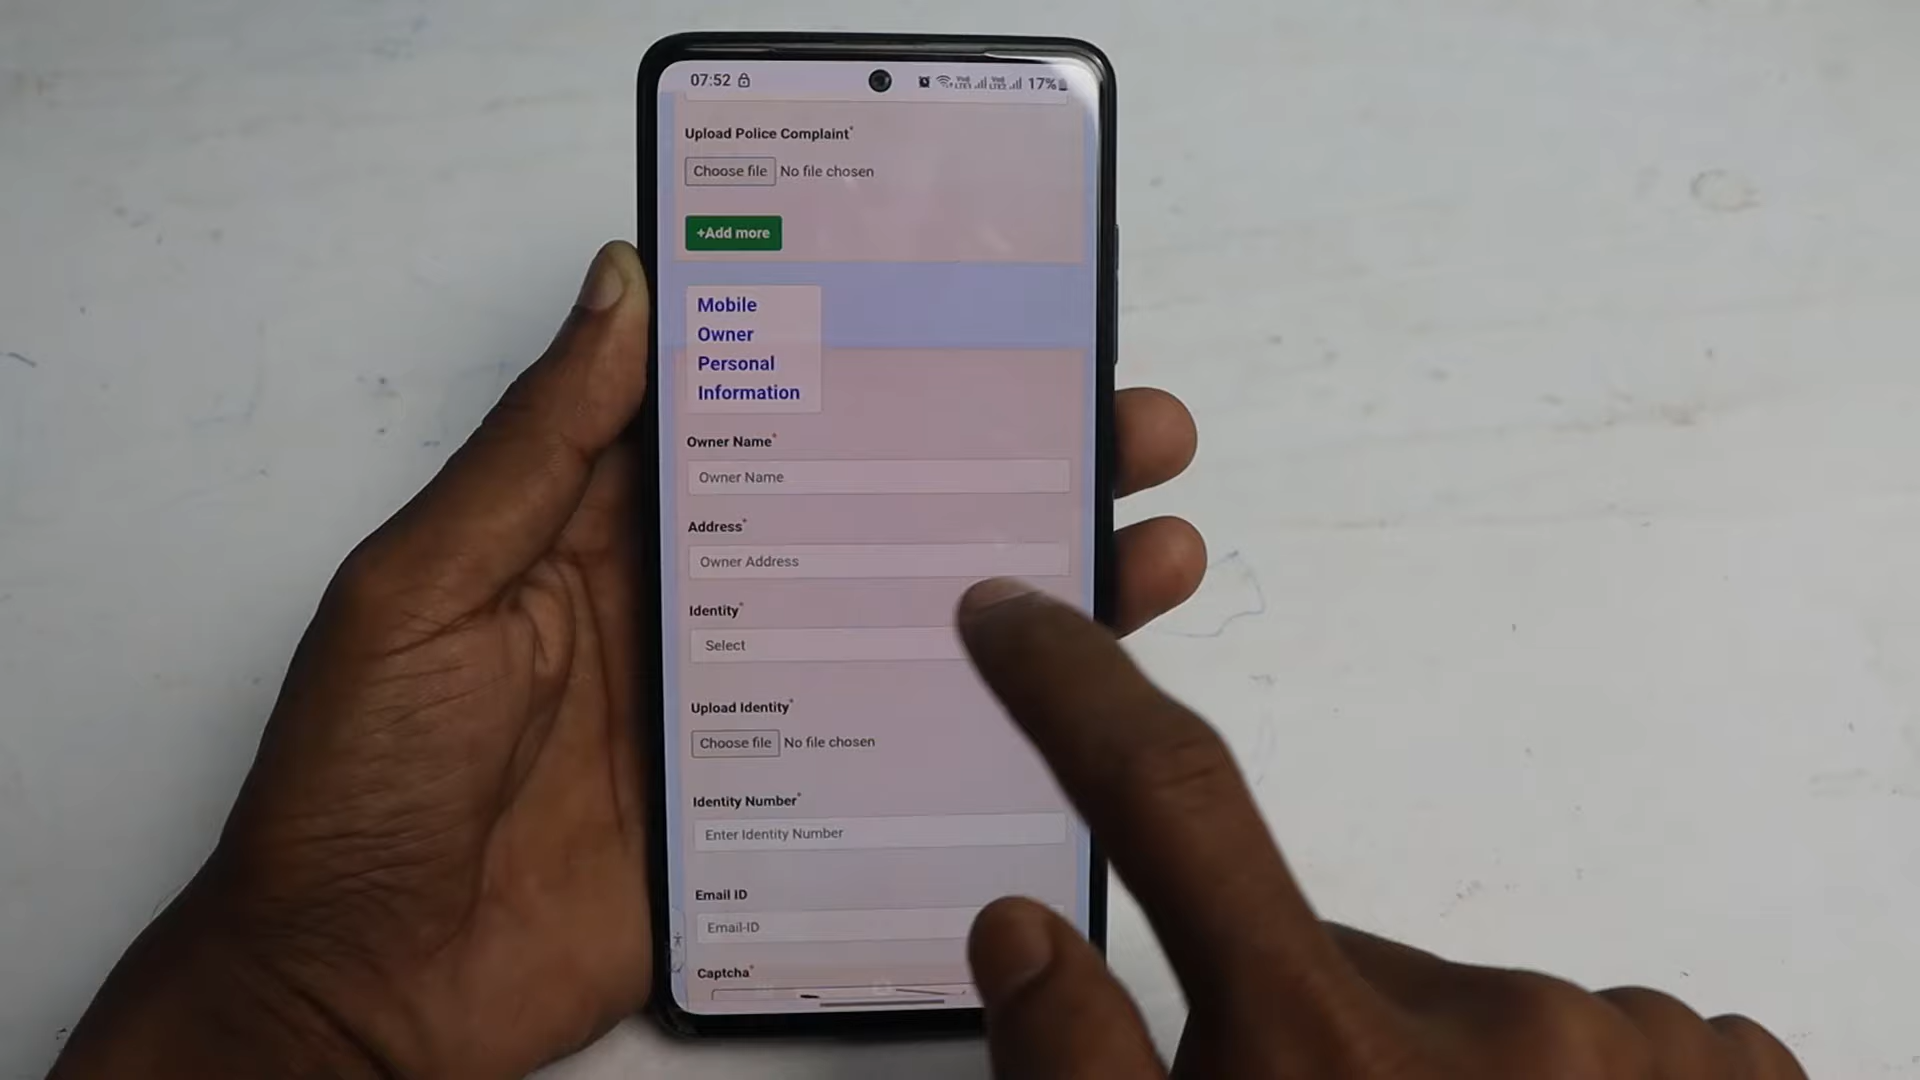 07:52 17%
Upload Police Complaint*
Choose file No file chosen
+Add more
Mobile
Owner
Personal
Information
Owner Name*
Owner Name
Address*
Owner Address
Identity*
Select
Upload Identity*
Choose file No file chosen
Identity Number*
Enter Identity Number
Email ID
Email-ID
Captcha*